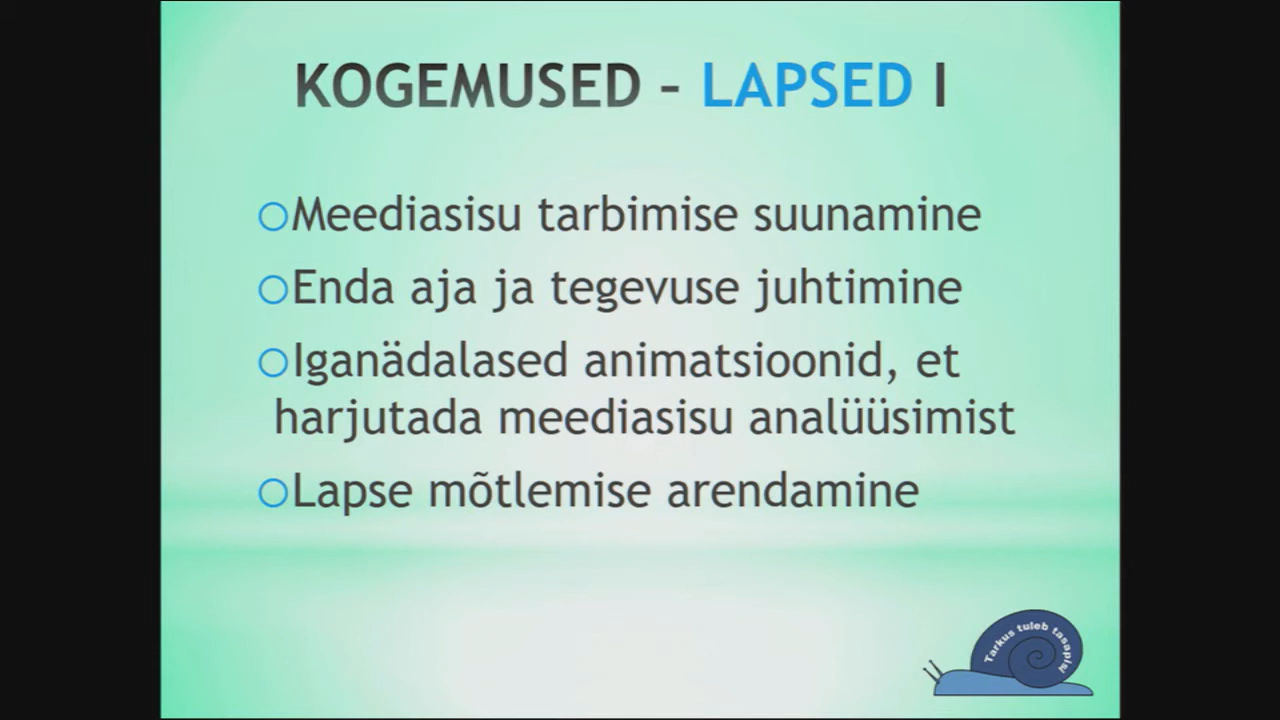 KOGEMUSED - LAPSED I
Meediasisu tarbimise suunamine
Enda aja ja tegevuse juhtimine
Iganädalased animatsioonid, et
harjutada meediasisu analüüsimist
Lapse mõtlemise arendamine
Tarkus tuleb tasapisi